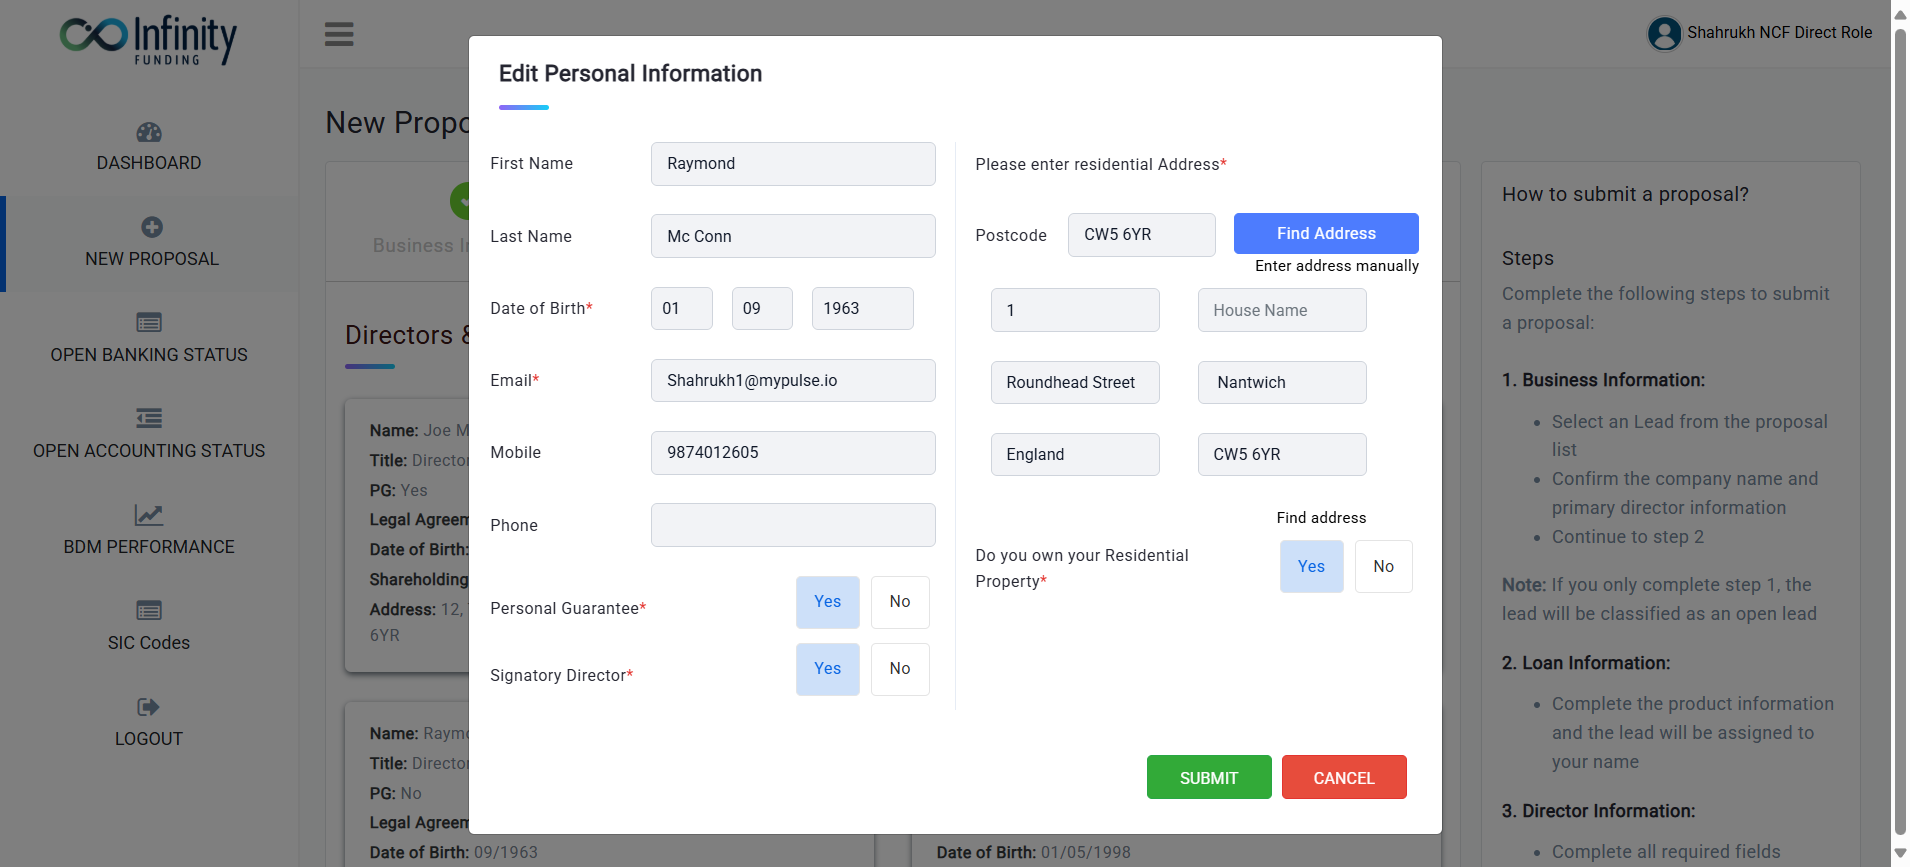 Infinity
FUNDING
DASHBOARD
NEW PROPOSAL
OPEN BANKING STATUS
OPEN ACCOUNTING STATUS
BDM PERFORMANCE
SIC Codes
LOGOUT
Shahrukh NCF Direct Role
New Propo
Business I
Directors &
Name: Joe M
Title: Director
PG: Yes
Legal Agreem
Date of Birth:
Shareholding
Address: 12,
6YR
Name: Raymo
Title: Director
PG: No
Legal Agreem
Date of Birth: 09/1963
Date of Birth: 01/05/1998
Edit Personal Information
First Name
Raymond
Last Name
Mc Conn
Date of Birth*
01
09
1963
Email*
Shahrukh1@mypulse.io
Mobile
9874012605
Phone
Personal Guarantee*
Yes
No
Signatory Director*
Yes
No
Please enter residential Address*
Postcode
CW5 6YR
Find Address
Enter address manually
1
House Name
Roundhead Street
Nantwich
England
CW5 6YR
Find address
Do you own your Residential
Property*
Yes
No
SUBMIT
CANCEL
How to submit a proposal?
Steps
Complete the following steps to submit
a proposal:
1. Business Information:
• Select an Lead from the proposal
list
• Confirm the company name and
primary director information
• Continue to step 2
Note: If you only complete step 1, the
lead will be classified as an open lead
2. Loan Information:
• Complete the product information
and the lead will be assigned to
your name
3. Director Information:
• Complete all required fields